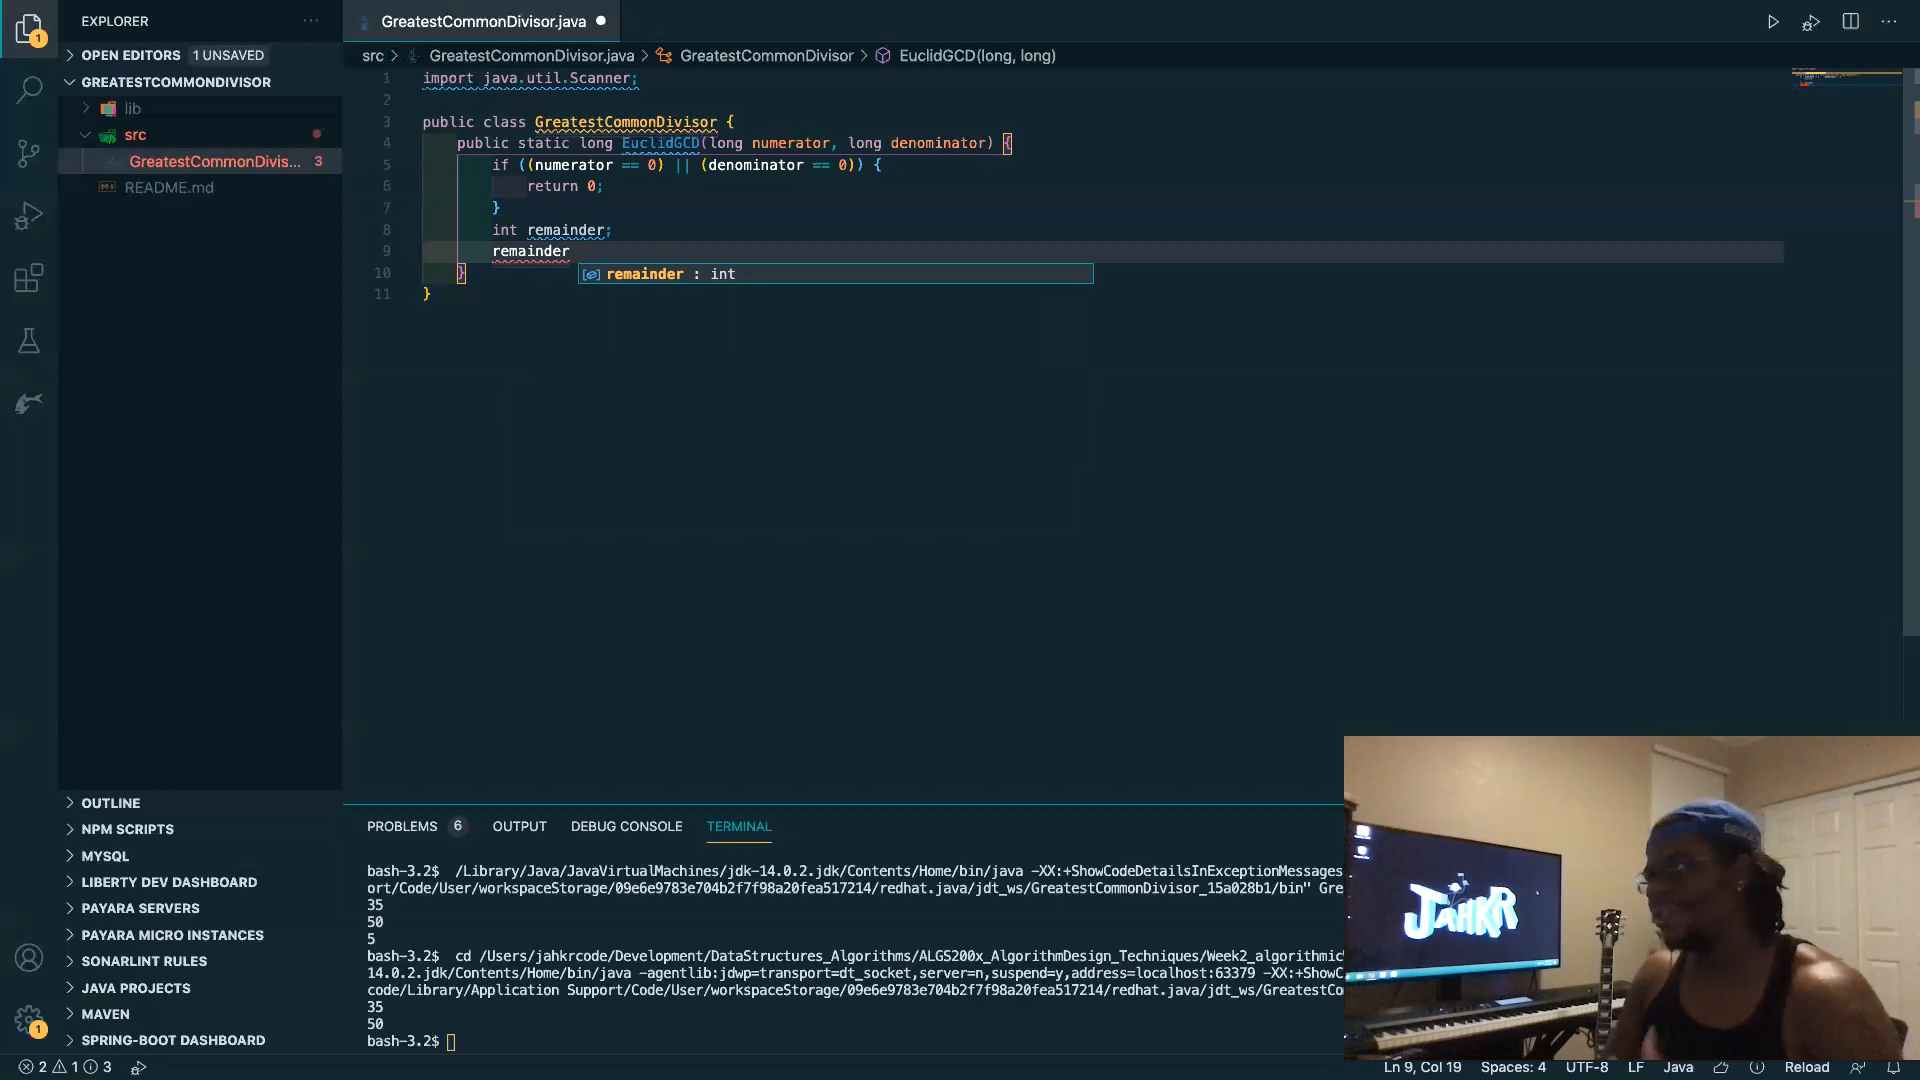 EXPLORER
OPEN EDITORS 1 UNSAVED
GREATESTCOMMONDIVISOR
lib
src
GreatestCommonDivis... 3
README.md
OUTLINE
NPM SCRIPTS
MYSQL
LIBERTY DEV DASHBOARD
PAYARA SERVERS
PAYARA MICRO INSTANCES
SONARLINT RULES
JAVA PROJECTS
MAVEN
SPRING-BOOT DASHBOARD
1
1
GreatestCommonDivisor.java
src > GreatestCommonDivisor.java > GreatestCommonDivisor > EuclidGCD(long, long)
1 import java.util.Scanner;
2
3 public class GreatestCommonDivisor {
4 public static long EuclidGCD(long numerator, long denominator) {
5 if ((numerator == 0) || (denominator == 0)) {
6 return 0;
7 }
8 int remainder;
9 remainder
10 }
11 }
remainder : int
PROBLEMS 6 OUTPUT DEBUG CONSOLE TERMINAL
bash-3.2$ /Library/Java/JavaVirtualMachines/jdk-14.0.2.jdk/Contents/Home/bin/java -XX:+ShowCodeDetailsInExceptionMessages
ort/Code/User/workspaceStorage/09e6e9783e704b2f7f98a20fea517214/redhat.java/jdt_ws/GreatestCommonDivisor_15a028b1/bin" Gre
35
50
5
bash-3.2$ cd /Users/jahkrcode/Development/DataStructures_Algorithms/ALGS200x_AlgorithmDesign_Techniques/Week2_algorithmic
14.0.2.jdk/Contents/Home/bin/java -agentlib:jdwp=transport=dt_socket,server=n,suspend=y,address=localhost:63379 -XX:+ShowC
code/Library/Application Support/Code/User/workspaceStorage/09e6e9783e704b2f7f98a20fea517214/redhat.java/jdt_ws/GreatestCo
35
50
bash-3.2$
JAHKR
2 1 3
Ln 9, Col 19 Spaces: 4 UTF-8 LF Java Reload